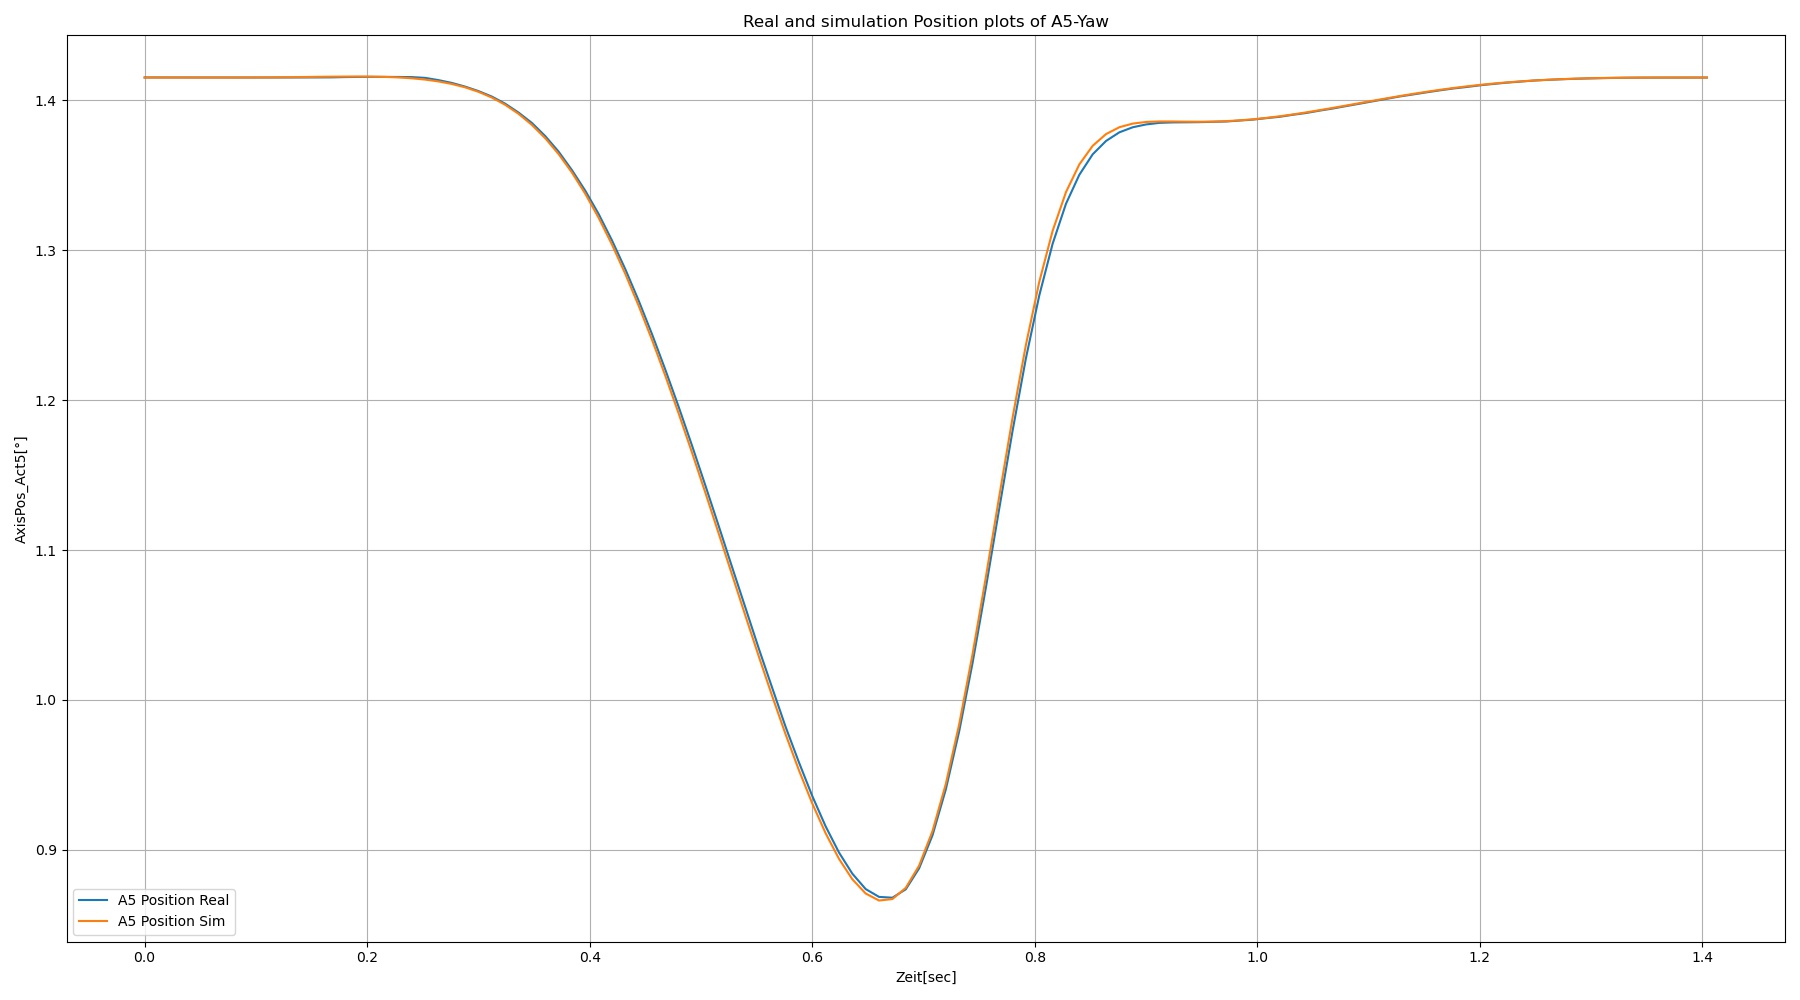 Real and simulation Position plots of A5-Yaw
AxisPos_Act5[°]
1.4
1.3
1.2
1.1
1.0
0.9
A5 Position Real
A5 Position Sim
0.0 0.2 0.4 0.6 0.8 1.0 1.2 1.4
Zeit[sec]